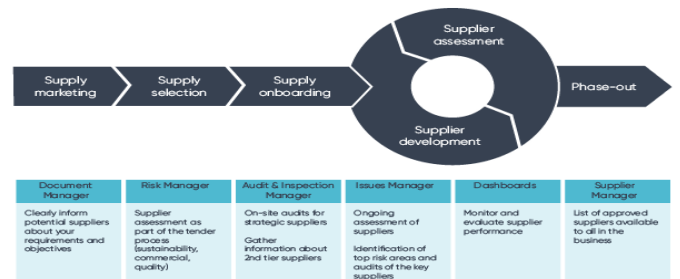 Supplier
assessment
Supply
marketing
Supply
selection
Supply
onboarding
Phase-out
Supplier
development
Document
Manager
Clearly inform
potential suppliers
about your
requirements and
objectives
Risk Manager
Supplier
assessment as
part of the tender
process
(sustainability,
commercial,
quality)
Audit & Inspection
Manager
On-site audits for
strategic suppliers
Gather
information about
2nd tier suppliers
Issues Manager
Ongoing
assessment of
suppliers
Identification of
top risk areas and
audits of the key
suppliers
Dashboards
Monitor and
evaluate supplier
performance
Supplier
Manager
List of approved
suppliers available
to all in the
business